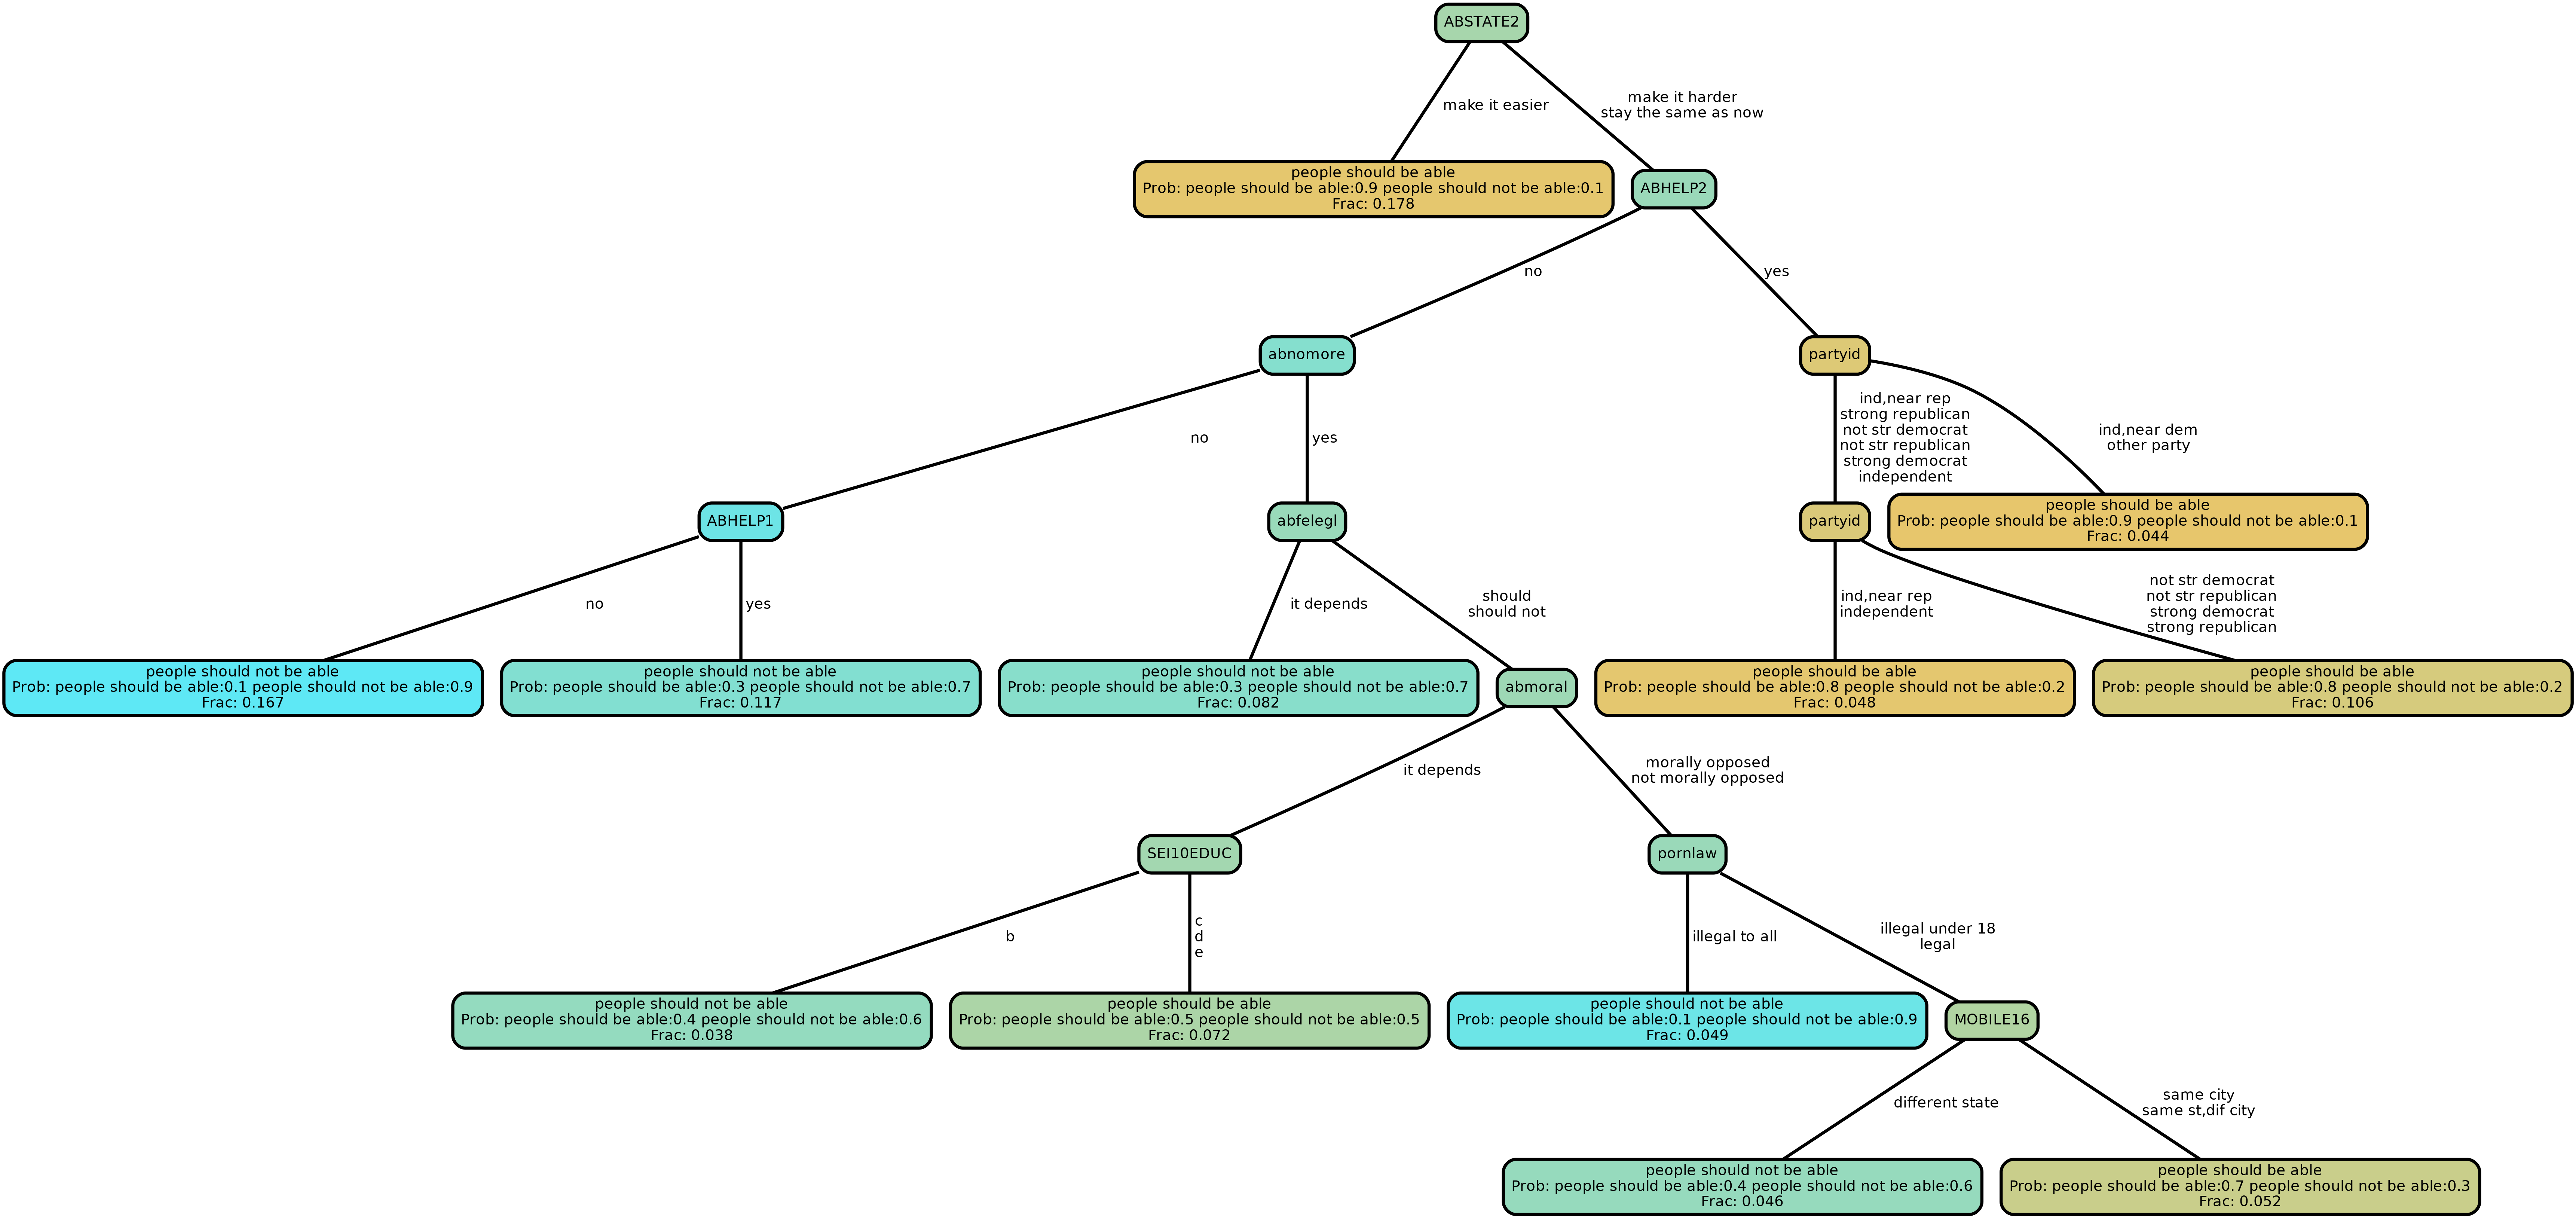 ABSTATE2
make it easier
make it harder
stay the same as now
people should be able
Prob: people should be able:0.9 people should not be able:0.1
Frac: 0.178
ABHELP2
no
yes
abnomore
partyid
no
yes
ind,near rep
strong republican
not str democrat
not str republican
strong democrat
independent
ind,near dem
other party
ABHELP1
abfelegl
partyid
people should be able
Prob: people should be able:0.9 people should not be able:0.1
Frac: 0.044
no
yes
it depends
should
should not
ind,near rep
independent
not str democrat
not str republican
strong democrat
strong republican
people should not be able
Prob: people should be able:0.1 people should not be able:0.9
Frac: 0.167
people should not be able
Prob: people should be able:0.3 people should not be able:0.7
Frac: 0.117
people should not be able
Prob: people should be able:0.3 people should not be able:0.7
Frac: 0.082
abmoral
people should be able
Prob: people should be able:0.8 people should not be able:0.2
Frac: 0.048
people should be able
Prob: people should be able:0.8 people should not be able:0.2
Frac: 0.106
it depends
morally opposed
not morally opposed
SEI10EDUC
pornlaw
b
c
d
e
illegal to all
illegal under 18
legal
people should not be able
Prob: people should be able:0.4 people should not be able:0.6
Frac: 0.038
people should be able
Prob: people should be able:0.5 people should not be able:0.5
Frac: 0.072
people should not be able
Prob: people should be able:0.1 people should not be able:0.9
Frac: 0.049
MOBILE16
different state
same city
same st,dif city
people should not be able
Prob: people should be able:0.4 people should not be able:0.6
Frac: 0.046
people should be able
Prob: people should be able:0.7 people should not be able:0.3
Frac: 0.052